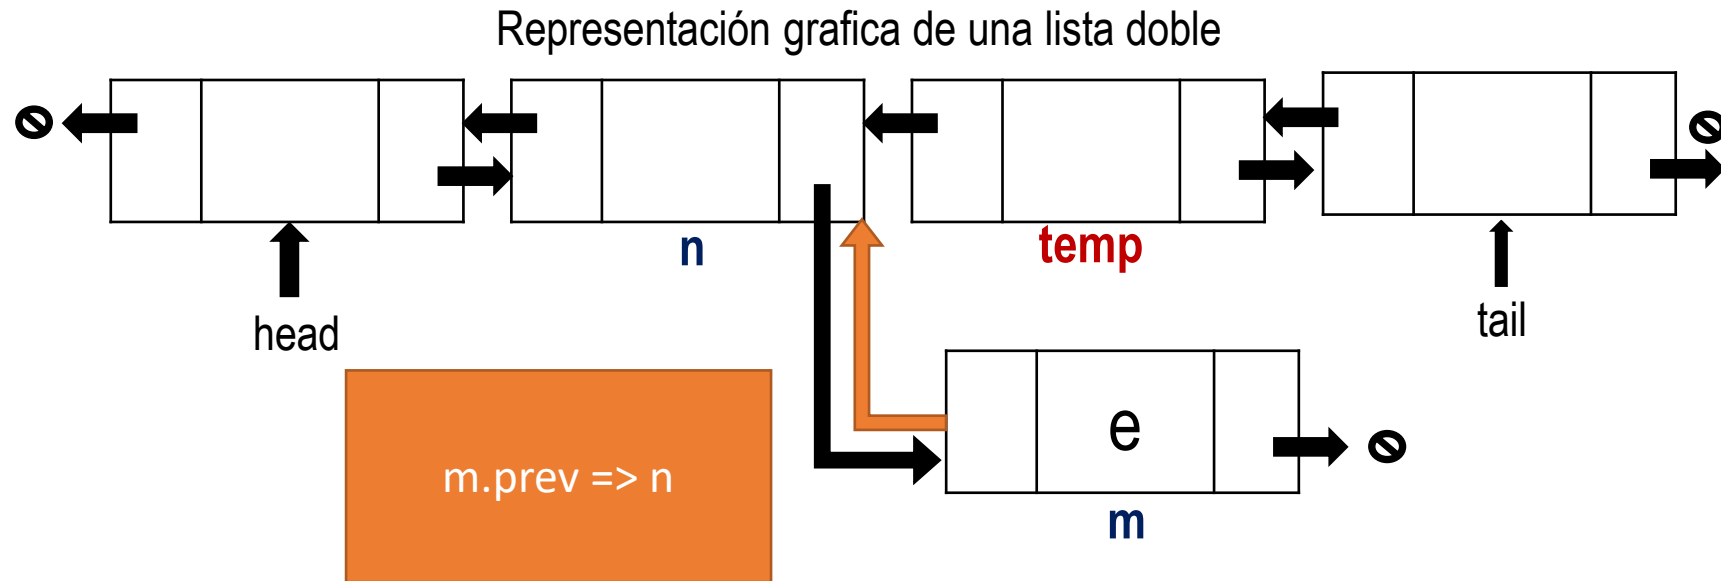 Representación grafica de una lista doble
n
temp
head
tail
e
m.prev => n
m